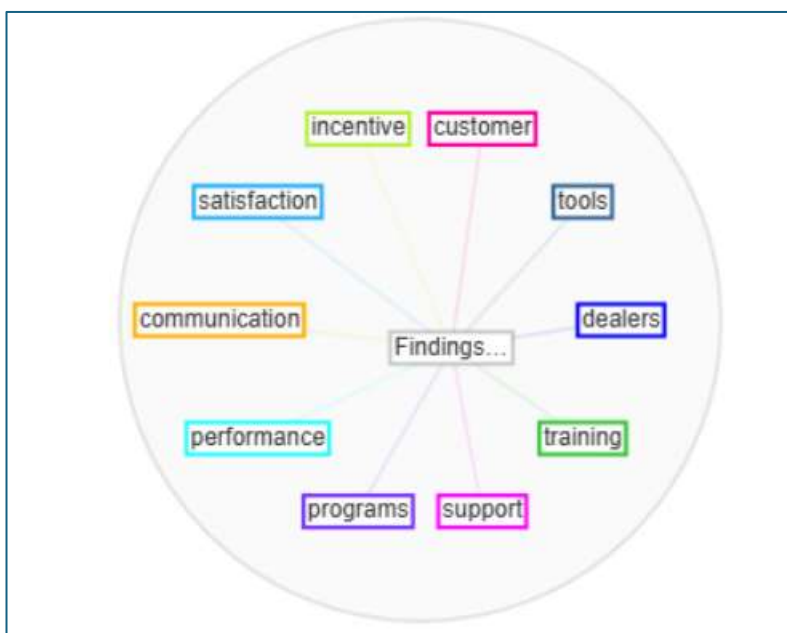 incentive customer
satisfaction tools
communication dealers
Findings...
performance training
programs support